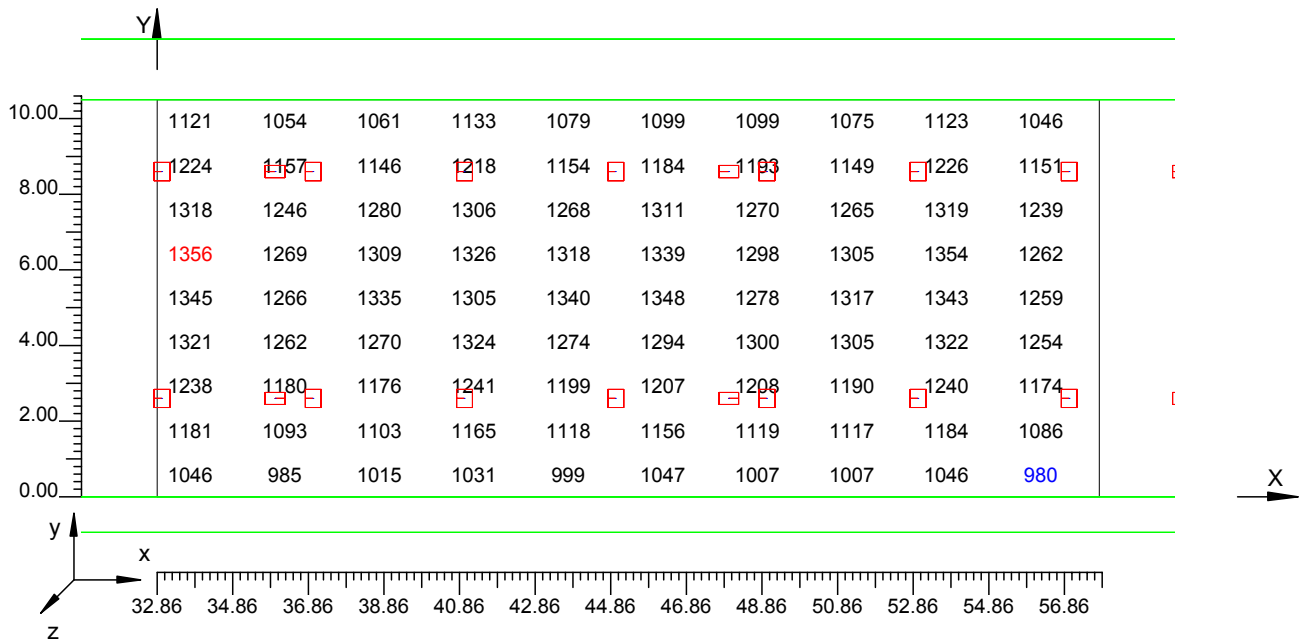 Y
10.00 1121 1054 1061 1133 1079 1099 1099 1075 1123 1046
8.00 1224 1157 1146 1218 1154 1184 1193 1149 1226 1151
1318 1246 1280 1306 1268 1311 1270 1265 1319 1239
6.00 1356 1269 1309 1326 1318 1339 1298 1305 1354 1262
1345 1266 1335 1305 1340 1348 1278 1317 1343 1259
4.00 1321 1262 1270 1324 1274 1294 1300 1305 1322 1254
1238 1180 1176 1241 1199 1207 1208 1190 1240 1174
2.00 1181 1093 1103 1165 1118 1156 1119 1117 1184 1086
0.00 1046 985 1015 1031 999 1047 1007 1007 1046 980
X
y
x
z
32.86 34.86 36.86 38.86 40.86 42.86 44.86 46.86 48.86 50.86 52.86 54.86 56.86